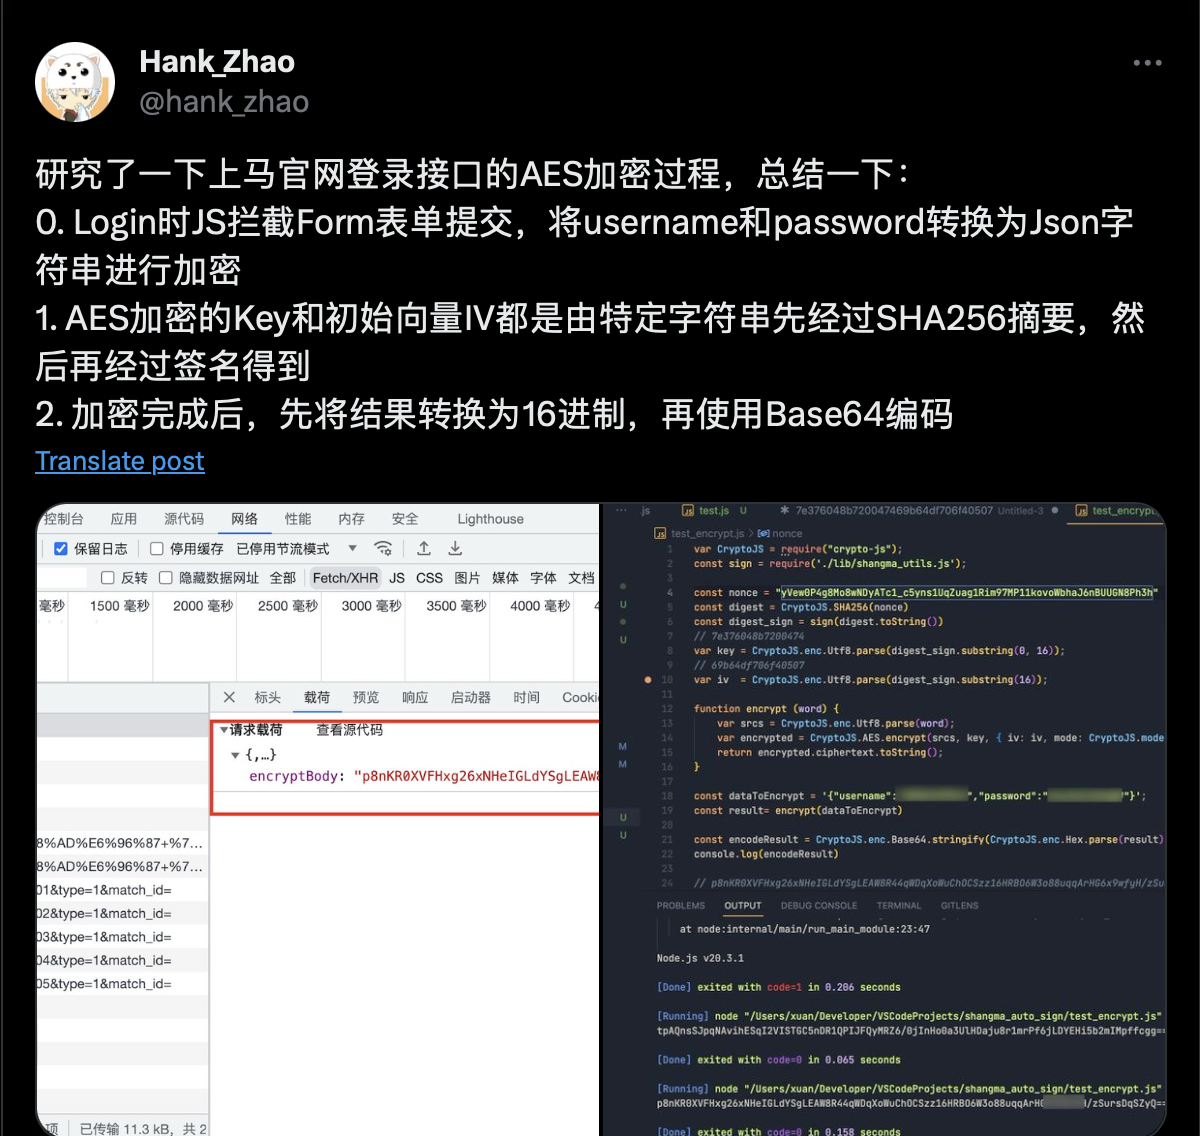 Hank_Zhao
@hank_zhao
研究了一下上马官网登录接口的AES加密过程，总结一下：
0. Login时JS拦截Form表单提交，将username和password转换为Json字
符串进行加密
1. AES加密的Key和初始向量IV都是由特定字符串先经过SHA256摘要，然
后再经过签名得到
2. 加密完成后，先将结果转换为16进制，再使用Base64编码
Translate post
控制台 应用 源代码 网络 性能 内存 安全 Lighthouse
保留日志 停用缓存 已停用节流模式
反转 隐藏数据网址 全部 Fetch/XHR JS CSS 图片 媒体 字体 文档
毫秒 1500 毫秒 2000 毫秒 2500 毫秒 3000 毫秒 3500 毫秒 4000 毫秒 4
标头 载荷 预览 响应 启动器 时间 Cooki
▼请求载荷 查看源代码
▼ {,…}
encryptBody: "p8nKR0XVFHxg26xNHeIGLdYSgLEAW8
8%AD%E6%96%87+%7...
8%AD%E6%96%87+%7...
01&type=1&match_id=
02&type=1&match_id=
03&type=1&match_id=
04&type=1&match_id=
05&type=1&match_id=
项 已传输 11.3 kB，共 2
... js test.js U 7e376048b720047469b64df706f40507 Untitled-3 ● test_encrypt
test_encrypt.js > nonce
1 var CryptoJS = require("crypto-js");
2 const sign = require('./lib/shangma_utils.js');
3
4 const nonce = "yVew0P4g8Mo8wNDyATc1_c5yns1UqZuag1Rim97MP11kovoWbhaJ6nBUUGN8Ph3h"
5 const digest = CryptoJS.SHA256(nonce)
6 const digest_sign = sign(digest.toString())
7 // 7e376048b7200474
8 var key = CryptoJS.enc.Utf8.parse(digest_sign.substring(0, 16));
9 // 69b64df706f40507
10 var iv = CryptoJS.enc.Utf8.parse(digest_sign.substring(16));
11
12 function encrypt (word) {
13 var srcs = CryptoJS.enc.Utf8.parse(word);
14 var encrypted = CryptoJS.AES.encrypt(srcs, key, { iv: iv, mode: CryptoJS.mode
15 return encrypted.ciphertext.toString();
16 }
17
18 const dataToEncrypt = '{"username": ","password":" "}';
19 const result= encrypt(dataToEncrypt)
20
21 const encodeResult = CryptoJS.enc.Base64.stringify(CryptoJS.enc.Hex.parse(result)
22 console.log(encodeResult)
23
24 // p8nKR0XVFHxg26xNHeIGLdYSgLEAW8R44qWDqXoWuChOCSzz16HRBO6W3o88uqqArHG6x9wfyH/zSu
PROBLEMS OUTPUT DEBUG CONSOLE TERMINAL GITLENS
at node:internal/main/run_main_module:23:47
Node.js v20.3.1
[Done] exited with code=1 in 0.206 seconds
[Running] node "/Users/xuan/Developer/VSCodeProjects/shangma_auto_sign/test_encrypt.js"
tpAQnsSJpqNAvihESqI2VISTGC5nDR1QPIJFQyMRZ6/0jInHo0a3UlHDaju8r1mrPf6jLDYEHi5b2mIMpffcgg==
[Done] exited with code=0 in 0.065 seconds
[Running] node "/Users/xuan/Developer/VSCodeProjects/shangma_auto_sign/test_encrypt.js"
p8nKR0XVFHxg26xNHeIGLdYSgLEAW8R44qWDqXoWuChOCSzz16HRBO6W3o88uqqArH /zSursDqSZyQ==
[Done] exited with code=0 in 0.158 seconds